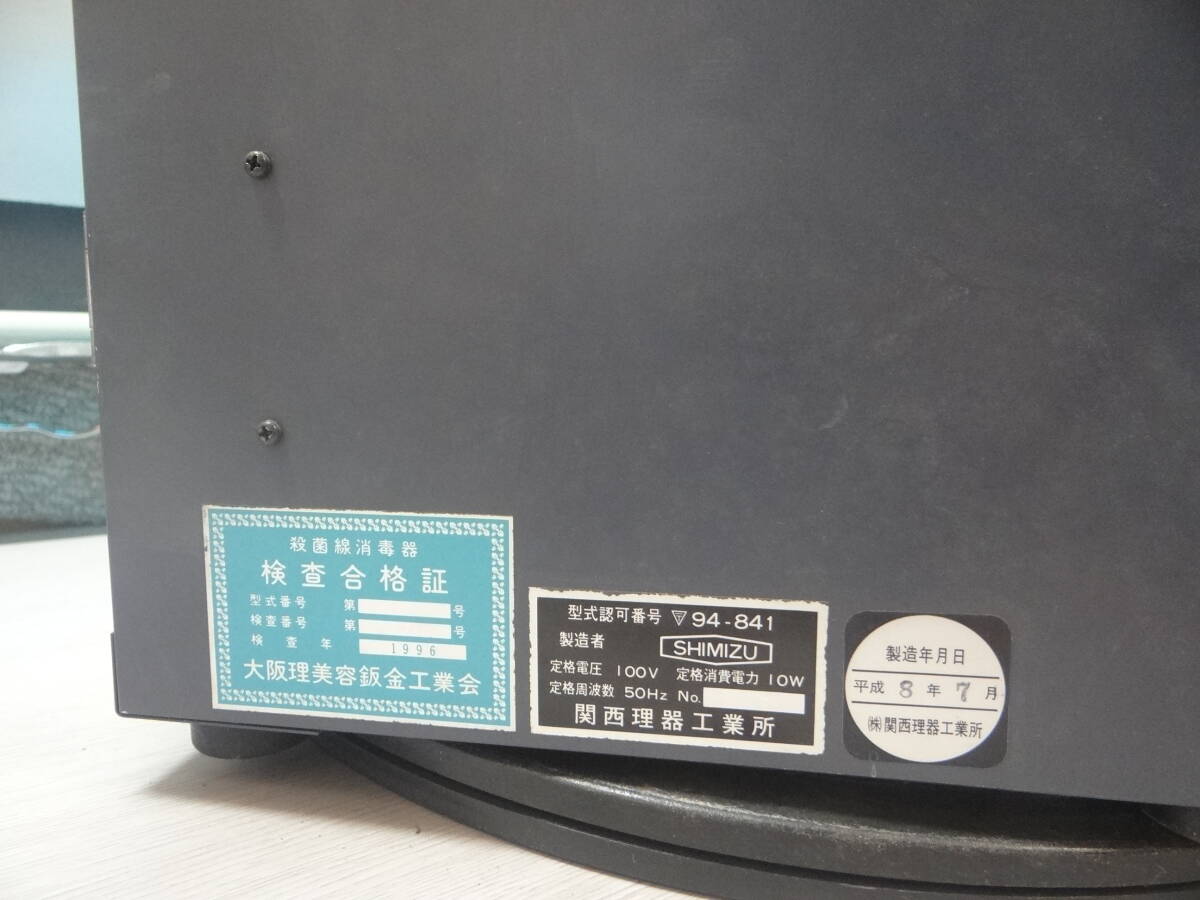 殺菌線消毒器
検査合格証
型式番号 第 号
検査番号 第 号
検査年 1996
大阪理美容鈑金工業会
型式認可番号 94-841
製造者 SHIMIZU
定格電圧 100V 定格消費電力 10W
定格周波数 50Hz No.
関西理器工業所
製造年月日
平成 8 年 7 月
㈱関西理器工業所